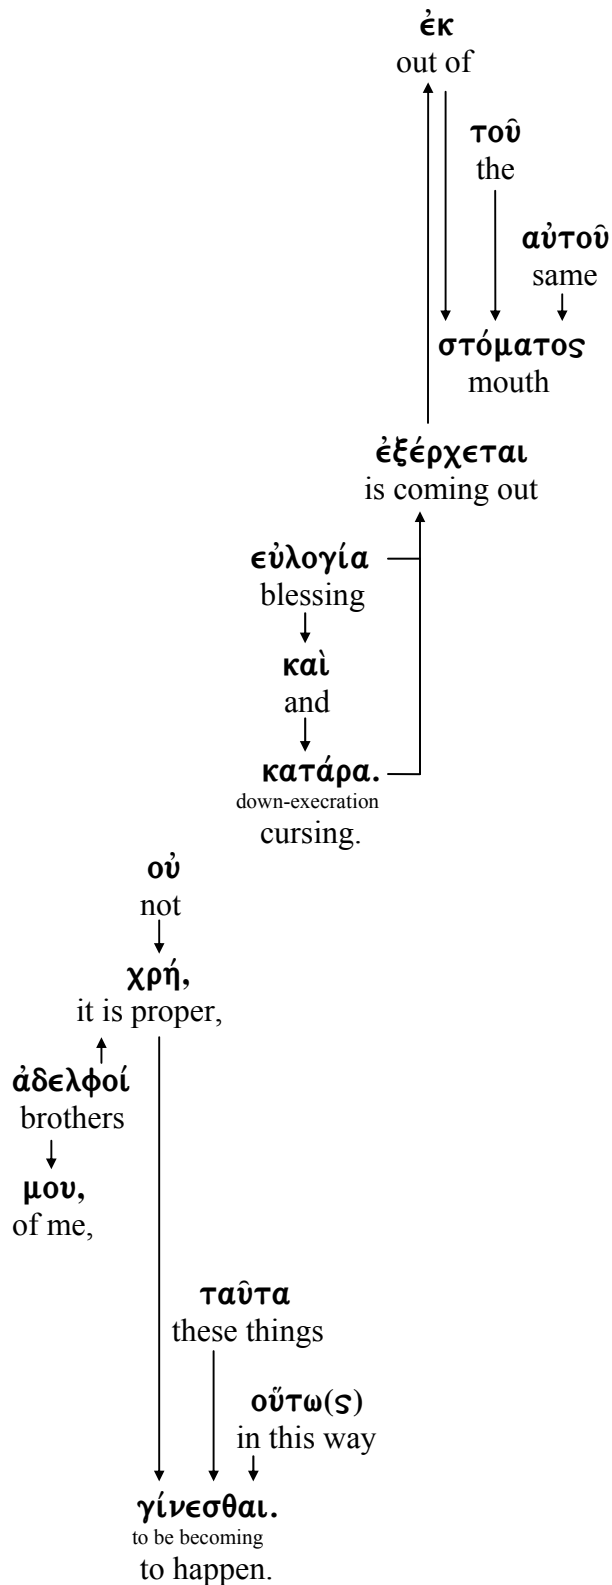 ἐκ
out of
τοῦ
the
αὐτοῦ
same
στόματος
mouth
ἐξέρχεται
is coming out
εὐλογία
blessing
καὶ
and
κατάρα.
down-execration
cursing.
οὐ
not
χρή,
it is proper,
ἀδελφοί
brothers
μου,
of me,
ταῦτα
these things
οὕτω(ς)
in this way
γίνεσθαι.
to be becoming
to happen.